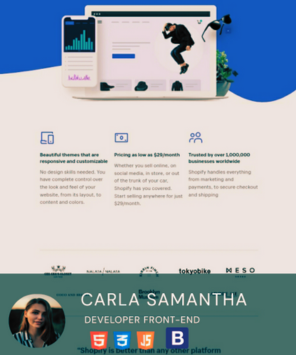 Beautiful themes that are
responsive and customizable
No design skills needed. You
have complete control over
the look and feel of your
website, from its layout, to
content and colors.
Pricing as low as $29/month
Whether you sell online, on
social media, in store, or out
of the trunk of your car,
Shopify has you covered.
Start selling anywhere for just
$29/month.
Trusted by over 1,000,000
businesses worldwide
Shopify handles everything
from marketing and
payments, to secure checkout
and shipping.
tokyobike
MESO
CARLA SAMANTHA
DEVELOPER FRONT-END
5
3
JS
B
"Shopify is better than any other platform